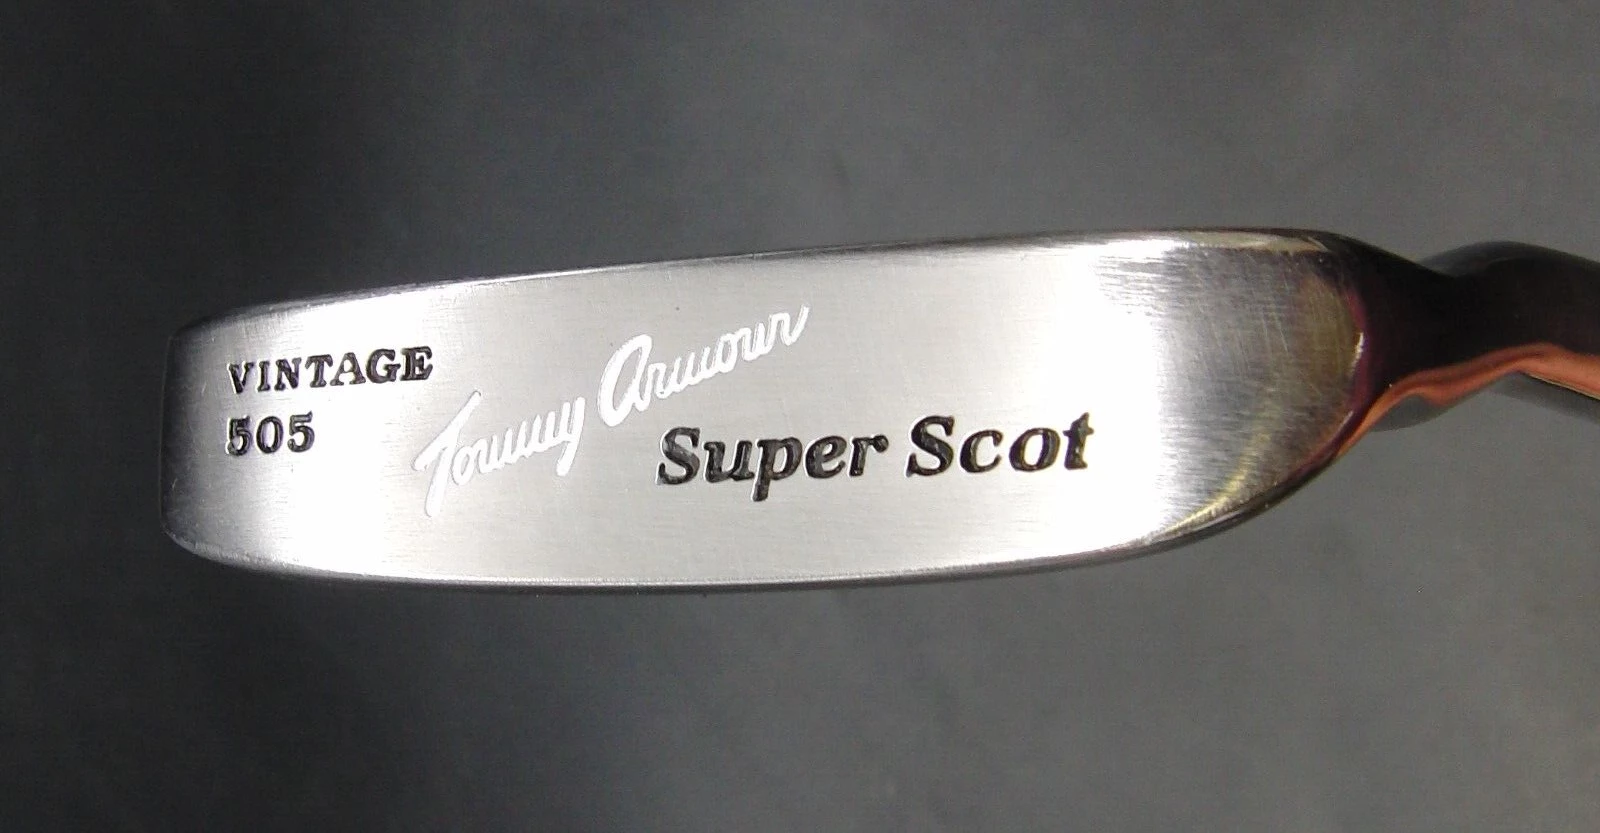 VINTAGE
505
Tommy Armour
Super Scot